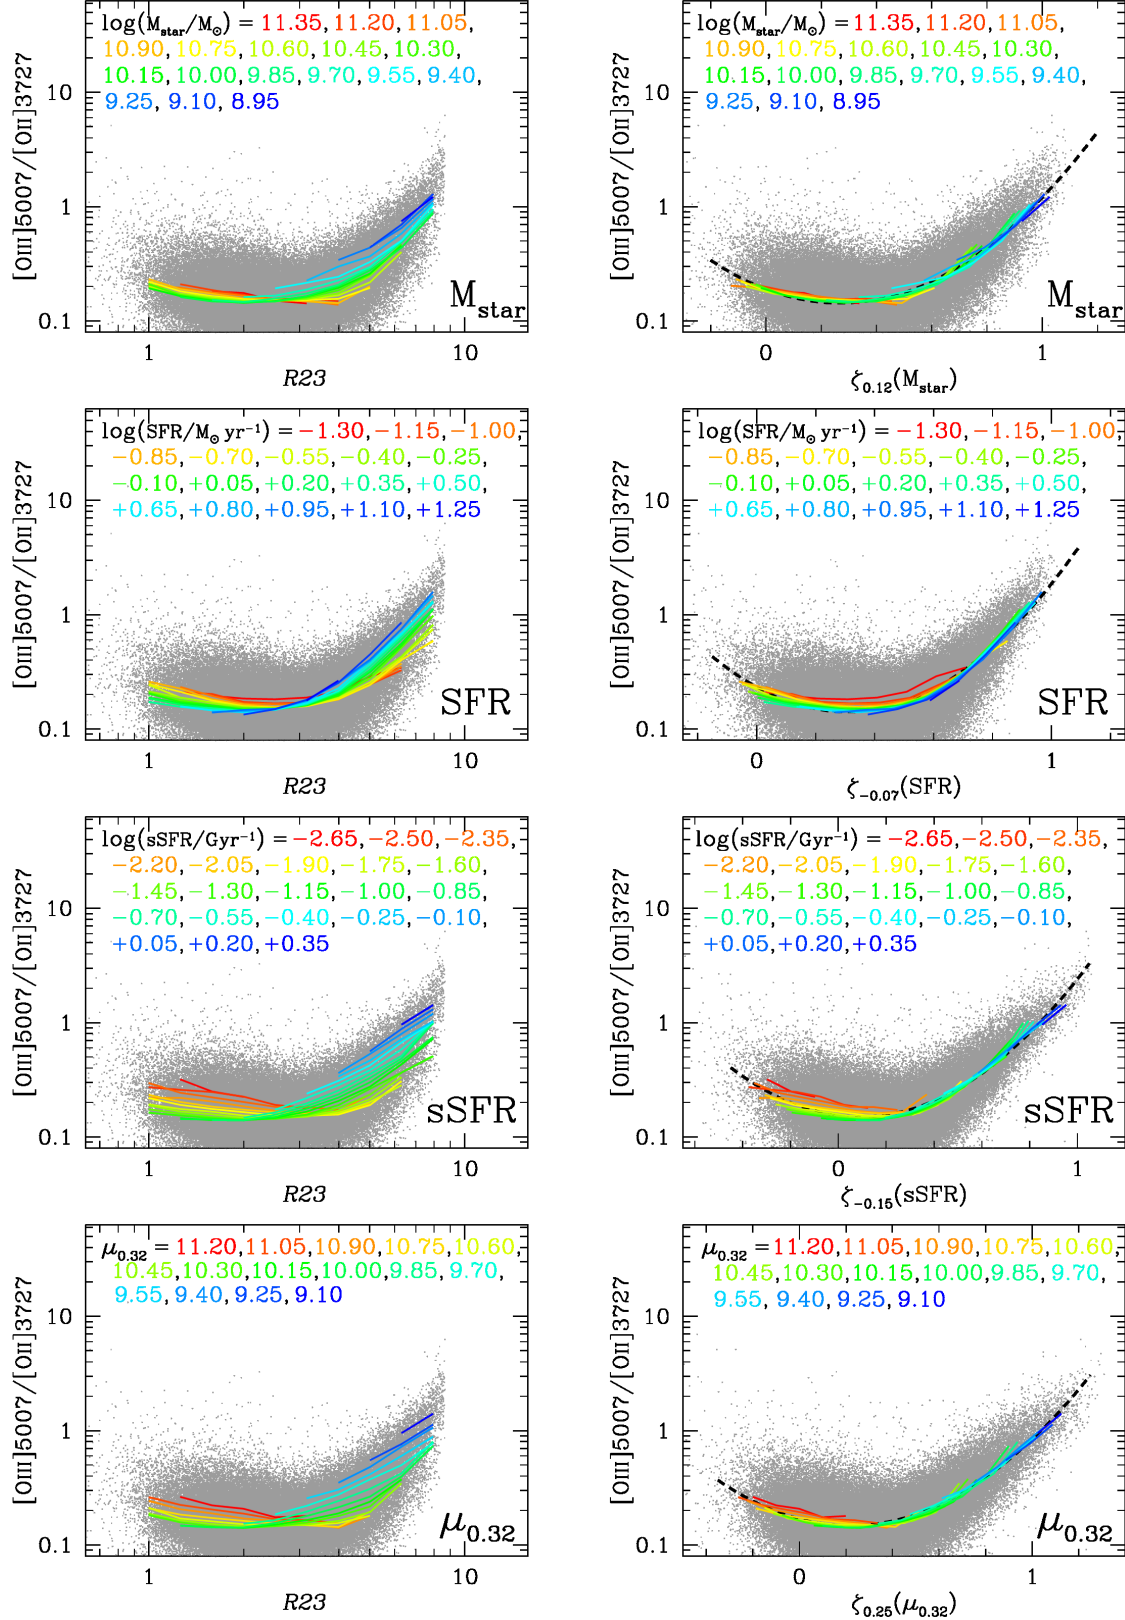 log(M_star/M_⊙) = 11.35, 11.20, 11.05,
10.90, 10.75, 10.60, 10.45, 10.30,
10.15, 10.00, 9.85, 9.70, 9.55, 9.40,
9.25, 9.10, 8.95
[OIII]5007/[OII]3727
10
1
0.1
M_star
1
10
R23
log(M_star/M_⊙) = 11.35, 11.20, 11.05,
10.90, 10.75, 10.60, 10.45, 10.30,
10.15, 10.00, 9.85, 9.70, 9.55, 9.40,
9.25, 9.10, 8.95
[OIII]5007/[OII]3727
10
1
0.1
M_star
0
1
ζ_0.12(M_star)
log(SFR/M_⊙ yr⁻¹) = −1.30, −1.15, −1.00,
−0.85, −0.70, −0.55, −0.40, −0.25,
−0.10, +0.05, +0.20, +0.35, +0.50,
+0.65, +0.80, +0.95, +1.10, +1.25
[OIII]5007/[OII]3727
10
1
0.1
SFR
1
10
R23
log(SFR/M_⊙ yr⁻¹) = −1.30, −1.15, −1.00,
−0.85, −0.70, −0.55, −0.40, −0.25,
−0.10, +0.05, +0.20, +0.35, +0.50,
+0.65, +0.80, +0.95, +1.10, +1.25
[OIII]5007/[OII]3727
10
1
0.1
SFR
0
1
ζ_−0.07(SFR)
log(sSFR/Gyr⁻¹) = −2.65, −2.50, −2.35,
−2.20, −2.05, −1.90, −1.75, −1.60,
−1.45, −1.30, −1.15, −1.00, −0.85,
−0.70, −0.55, −0.40, −0.25, −0.10,
+0.05, +0.20, +0.35
[OIII]5007/[OII]3727
10
1
0.1
sSFR
1
10
R23
log(sSFR/Gyr⁻¹) = −2.65, −2.50, −2.35,
−2.20, −2.05, −1.90, −1.75, −1.60,
−1.45, −1.30, −1.15, −1.00, −0.85,
−0.70, −0.55, −0.40, −0.25, −0.10,
+0.05, +0.20, +0.35
[OIII]5007/[OII]3727
10
1
0.1
sSFR
0
1
ζ_−0.15(sSFR)
μ_0.32 = 11.20, 11.05, 10.90, 10.75, 10.60,
10.45, 10.30, 10.15, 10.00, 9.85, 9.70,
9.55, 9.40, 9.25, 9.10
[OIII]5007/[OII]3727
10
1
0.1
μ_0.32
1
10
R23
μ_0.32 = 11.20, 11.05, 10.90, 10.75, 10.60,
10.45, 10.30, 10.15, 10.00, 9.85, 9.70,
9.55, 9.40, 9.25, 9.10
[OIII]5007/[OII]3727
10
1
0.1
μ_0.32
0
1
ζ_0.25(μ_0.32)